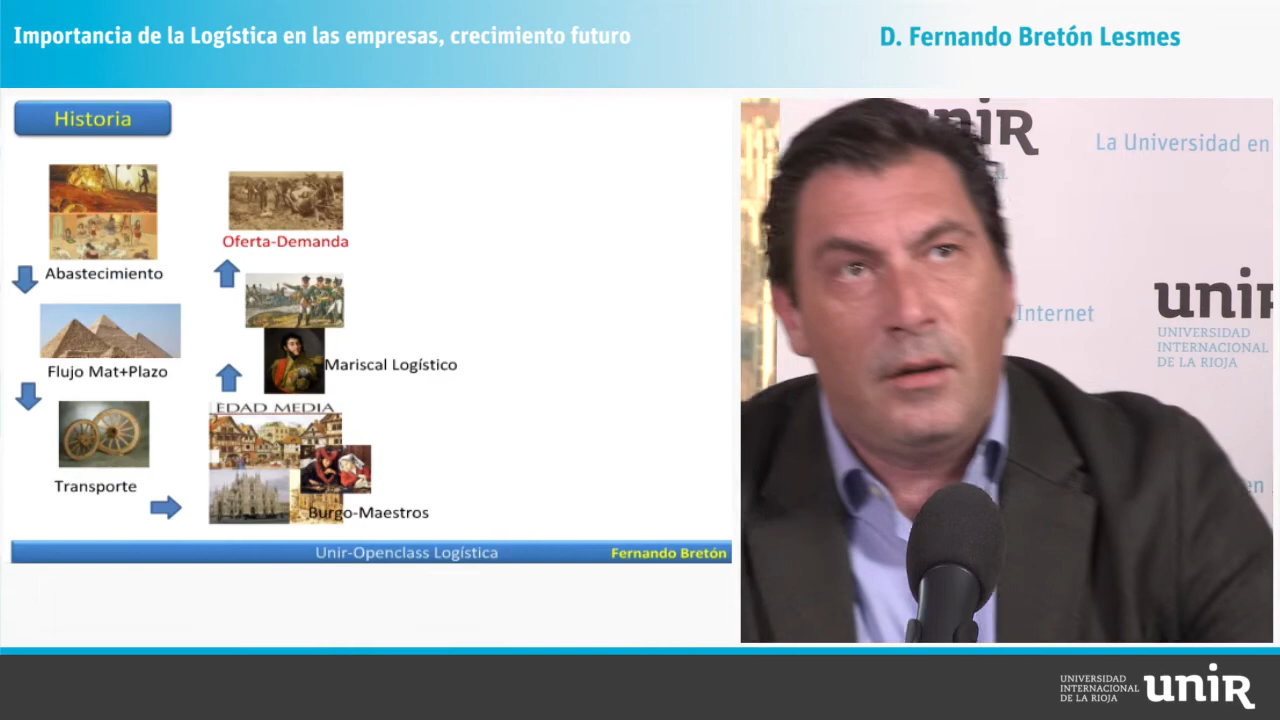 Importancia de la Logística en las empresas, crecimiento futuro
D. Fernando Bretón Lesmes
Historia
Oferta-Demanda
Abastecimiento
Mariscal Logístico
Flujo Mat+Plazo
EDAD MEDIA
Transporte
Burgo-Maestros
Unir-Openclass Logística
Fernando Bretón
uniR
La Universidad en
Internet
uniR
UNIVERSIDAD
INTERNACIONAL
DE LA RIOJA
en
UNIVERSIDAD
INTERNACIONAL
DE LA RIOJA
uniR